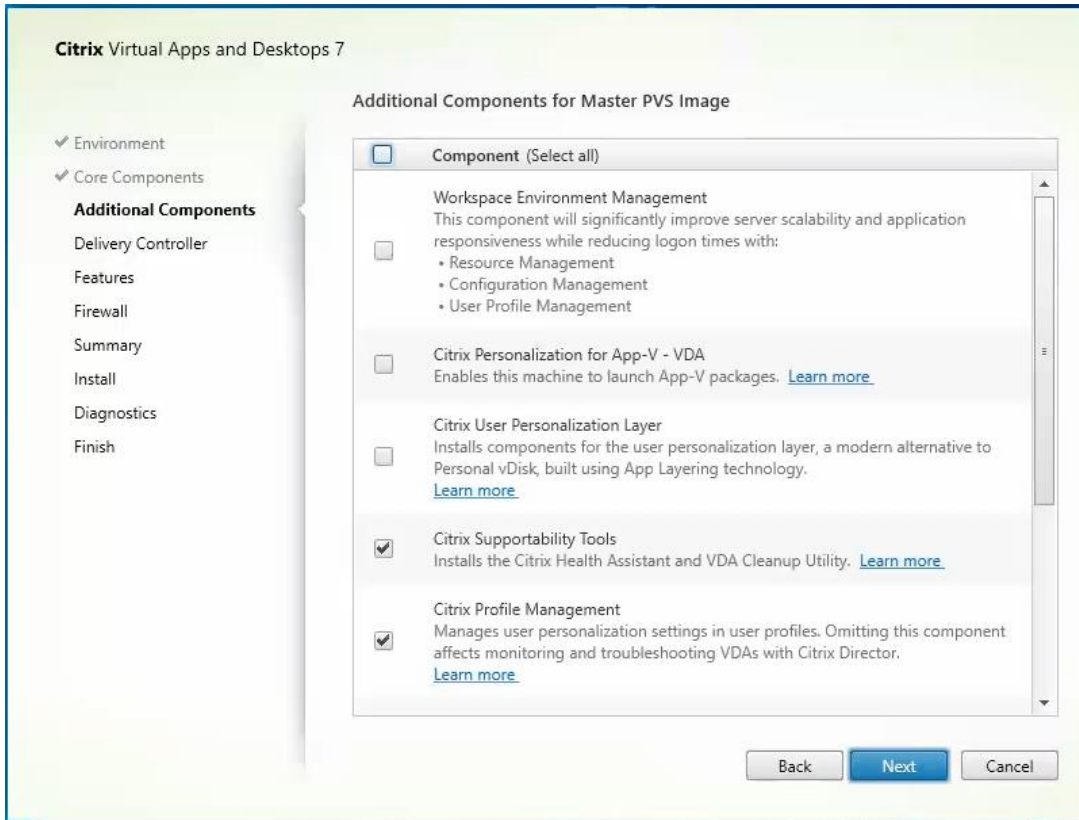 Citrix Virtual Apps and Desktops 7
Additional Components for Master PVS Image
Environment
Core Components
Additional Components
Delivery Controller
Features
Firewall
Summary
Install
Diagnostics
Finish
Component (Select all)
Workspace Environment Management
This component will significantly improve server scalability and application
responsiveness while reducing logon times with:
• Resource Management
• Configuration Management
• User Profile Management
Citrix Personalization for App-V - VDA
Enables this machine to launch App-V packages. Learn more
Citrix User Personalization Layer
Installs components for the user personalization layer, a modern alternative to
Personal vDisk, built using App Layering technology.
Learn more
Citrix Supportability Tools
Installs the Citrix Health Assistant and VDA Cleanup Utility. Learn more
Citrix Profile Management
Manages user personalization settings in user profiles. Omitting this component
affects monitoring and troubleshooting VDAs with Citrix Director.
Learn more
Back Next Cancel